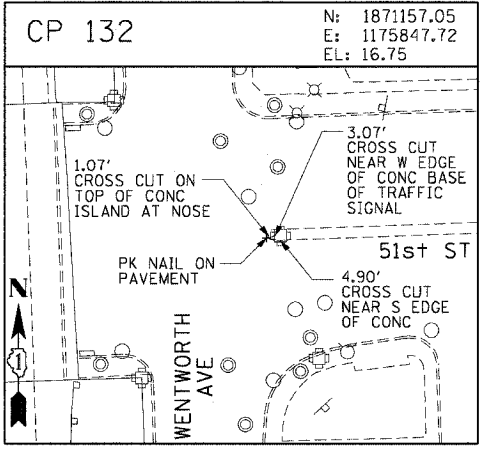 CP 132
N: 1871157.05
E: 1175847.72
EL: 16.75
3.07'
CROSS CUT
NEAR W EDGE
OF CONC BASE
OF TRAFFIC
SIGNAL
1.07'
CROSS CUT ON
TOP OF CONC
ISLAND AT NOSE
51st ST
PK NAIL ON
PAVEMENT
4.90'
CROSS CUT
NEAR S EDGE
OF CONC
N
1
WENTWORTH
AVE